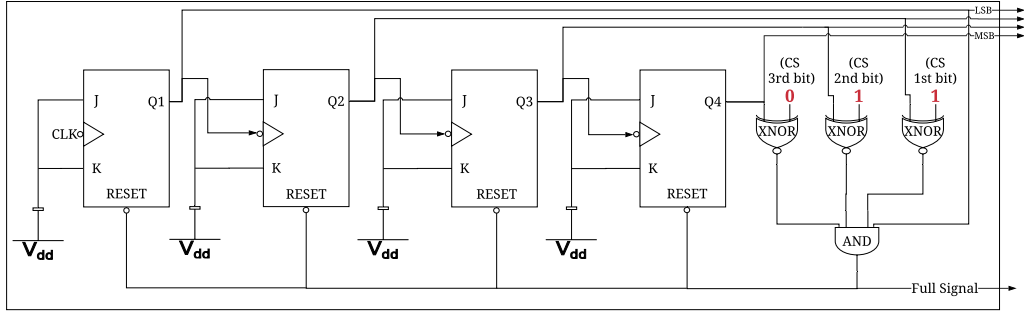 LSB
MSB
(CS
3rd bit)
0
(CS
2nd bit)
1
(CS
1st bit)
1
J
Q1
CLK
K
RESET
Vdd
J
Q2
K
RESET
Vdd
J
Q3
K
RESET
Vdd
J
Q4
K
RESET
Vdd
XNOR
XNOR
XNOR
AND
Full Signal